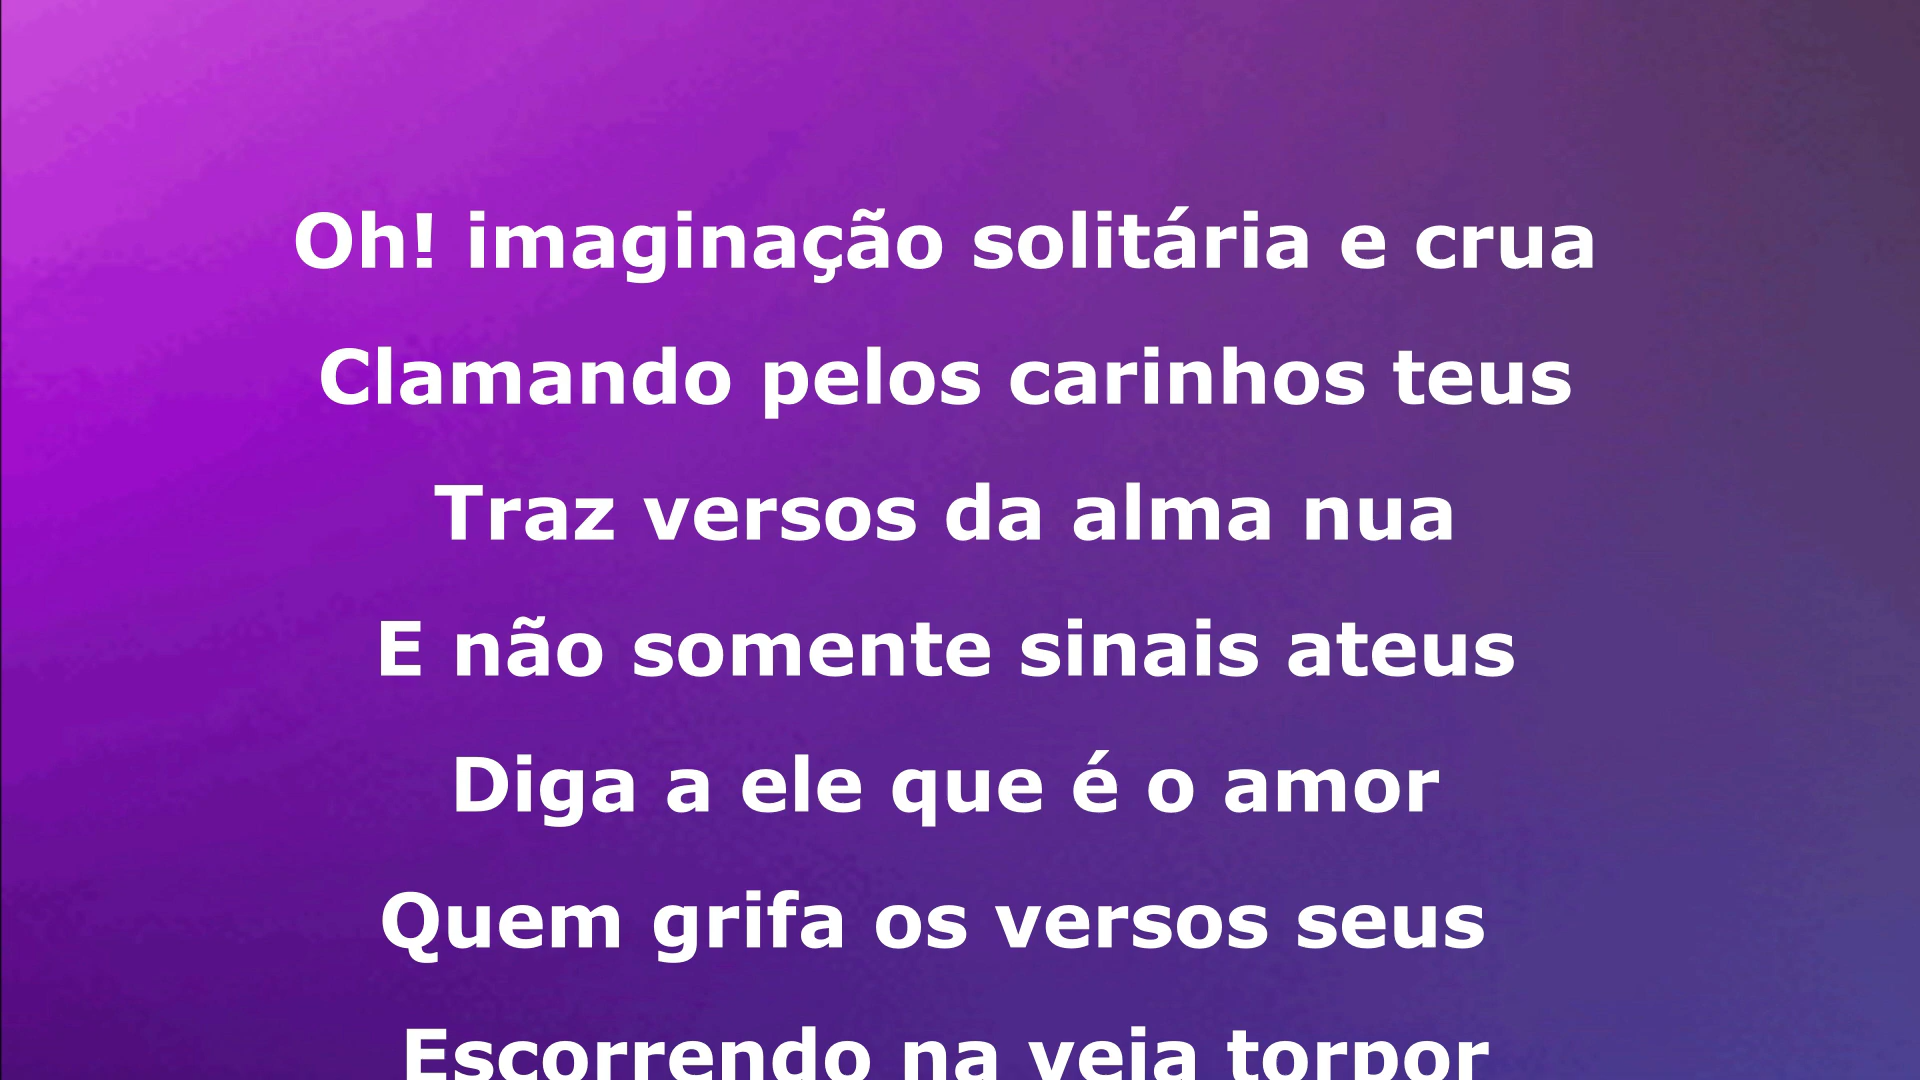 Oh! imaginação solitária e crua
Clamando pelos carinhos teus
Traz versos da alma nua
E não somente sinais ateus
Diga a ele que é o amor
Quem grifa os versos seus
Escorrendo na veia torpor